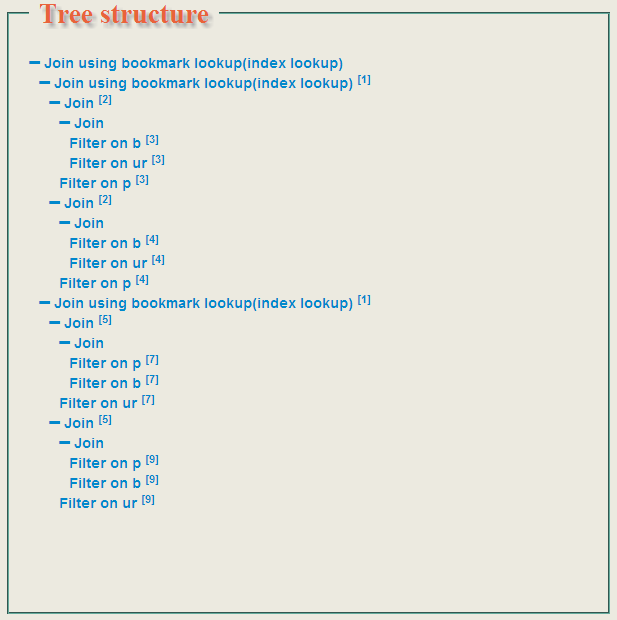 Tree structure
Join using bookmark lookup(index lookup)
Join using bookmark lookup(index lookup) [1]
Join [2]
Join
Filter on b [3]
Filter on ur [3]
Filter on p [3]
Join [2]
Join
Filter on b [4]
Filter on ur [4]
Filter on p [4]
Join using bookmark lookup(index lookup) [1]
Join [5]
Join
Filter on p [7]
Filter on b [7]
Filter on ur [7]
Join [5]
Join
Filter on p [9]
Filter on b [9]
Filter on ur [9]